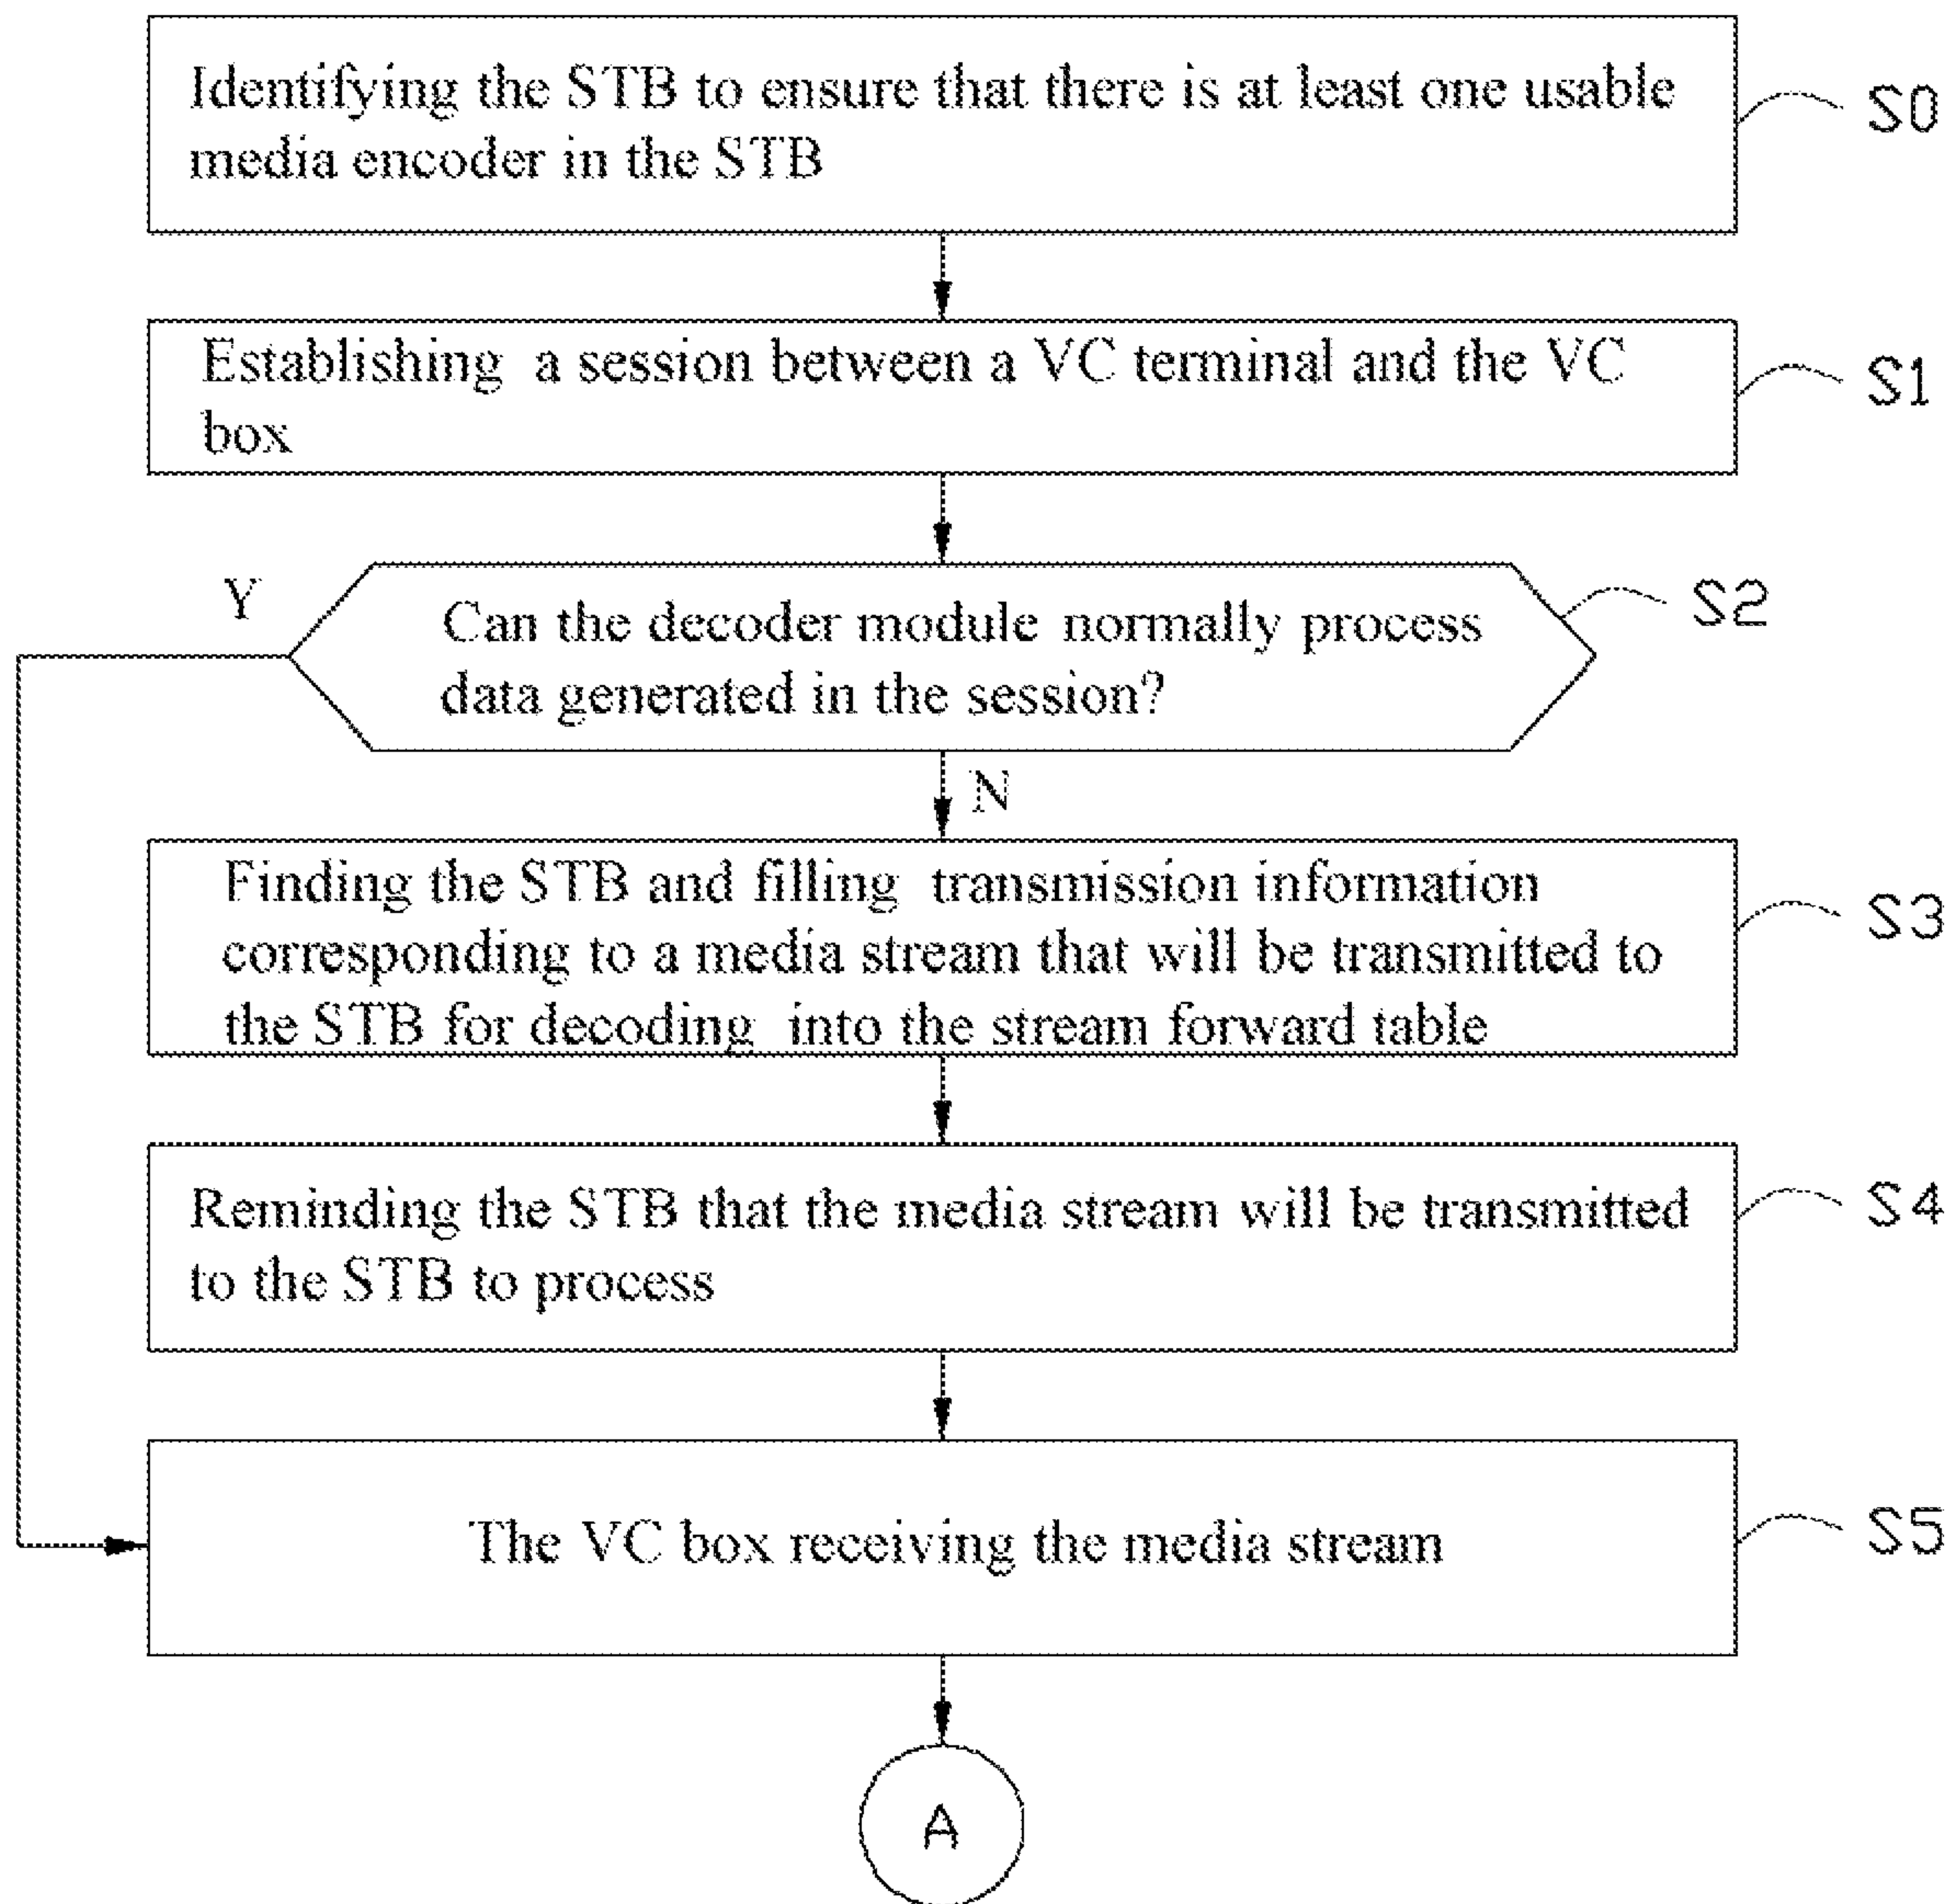 Identifying the STB to ensure that there is at least one usable
media encoder in the STB
S0
Establishing a session between a VC terminal and the VC
box
S1
Y
Can the decoder module normally process
data generated in the session?
S2
N
Finding the STB and filling transmission information
corresponding to a media stream that will be transmitted to
the STB for decoding into the stream forward table
S3
Reminding the STB that the media stream will be transmitted
to the STB to process
S4
The VC box receiving the media stream
S5
A